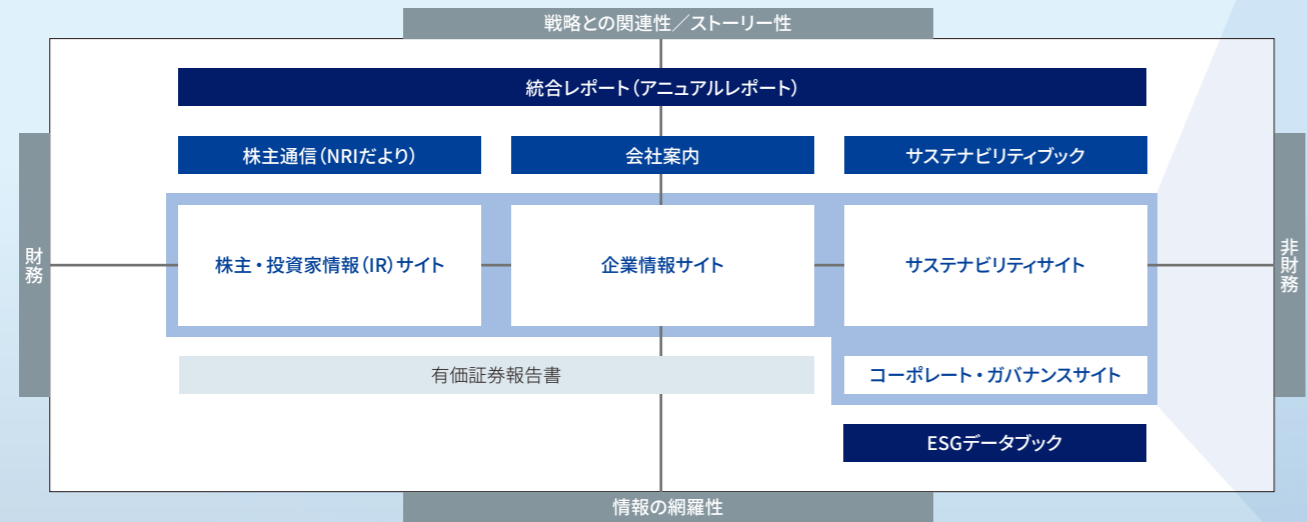 戦略との関連性／ストーリー性
統合レポート（アニュアルレポート）
株主通信（NRIだより）
会社案内
サステナビリティブック
財務
株主・投資家情報（IR）サイト
企業情報サイト
サステナビリティサイト
非財務
有価証券報告書
コーポレート・ガバナンスサイト
ESGデータブック
情報の網羅性